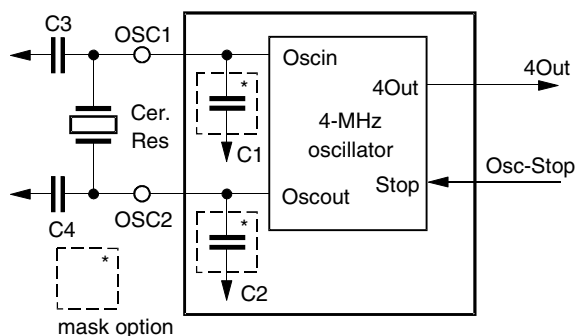 C3
OSC1
Oscin
*
4Out
4Out
Cer.
Res
4-MHz
oscillator
C1
Osc-Stop
Stop
Oscout
OSC2
C4
*
*
C2
mask option